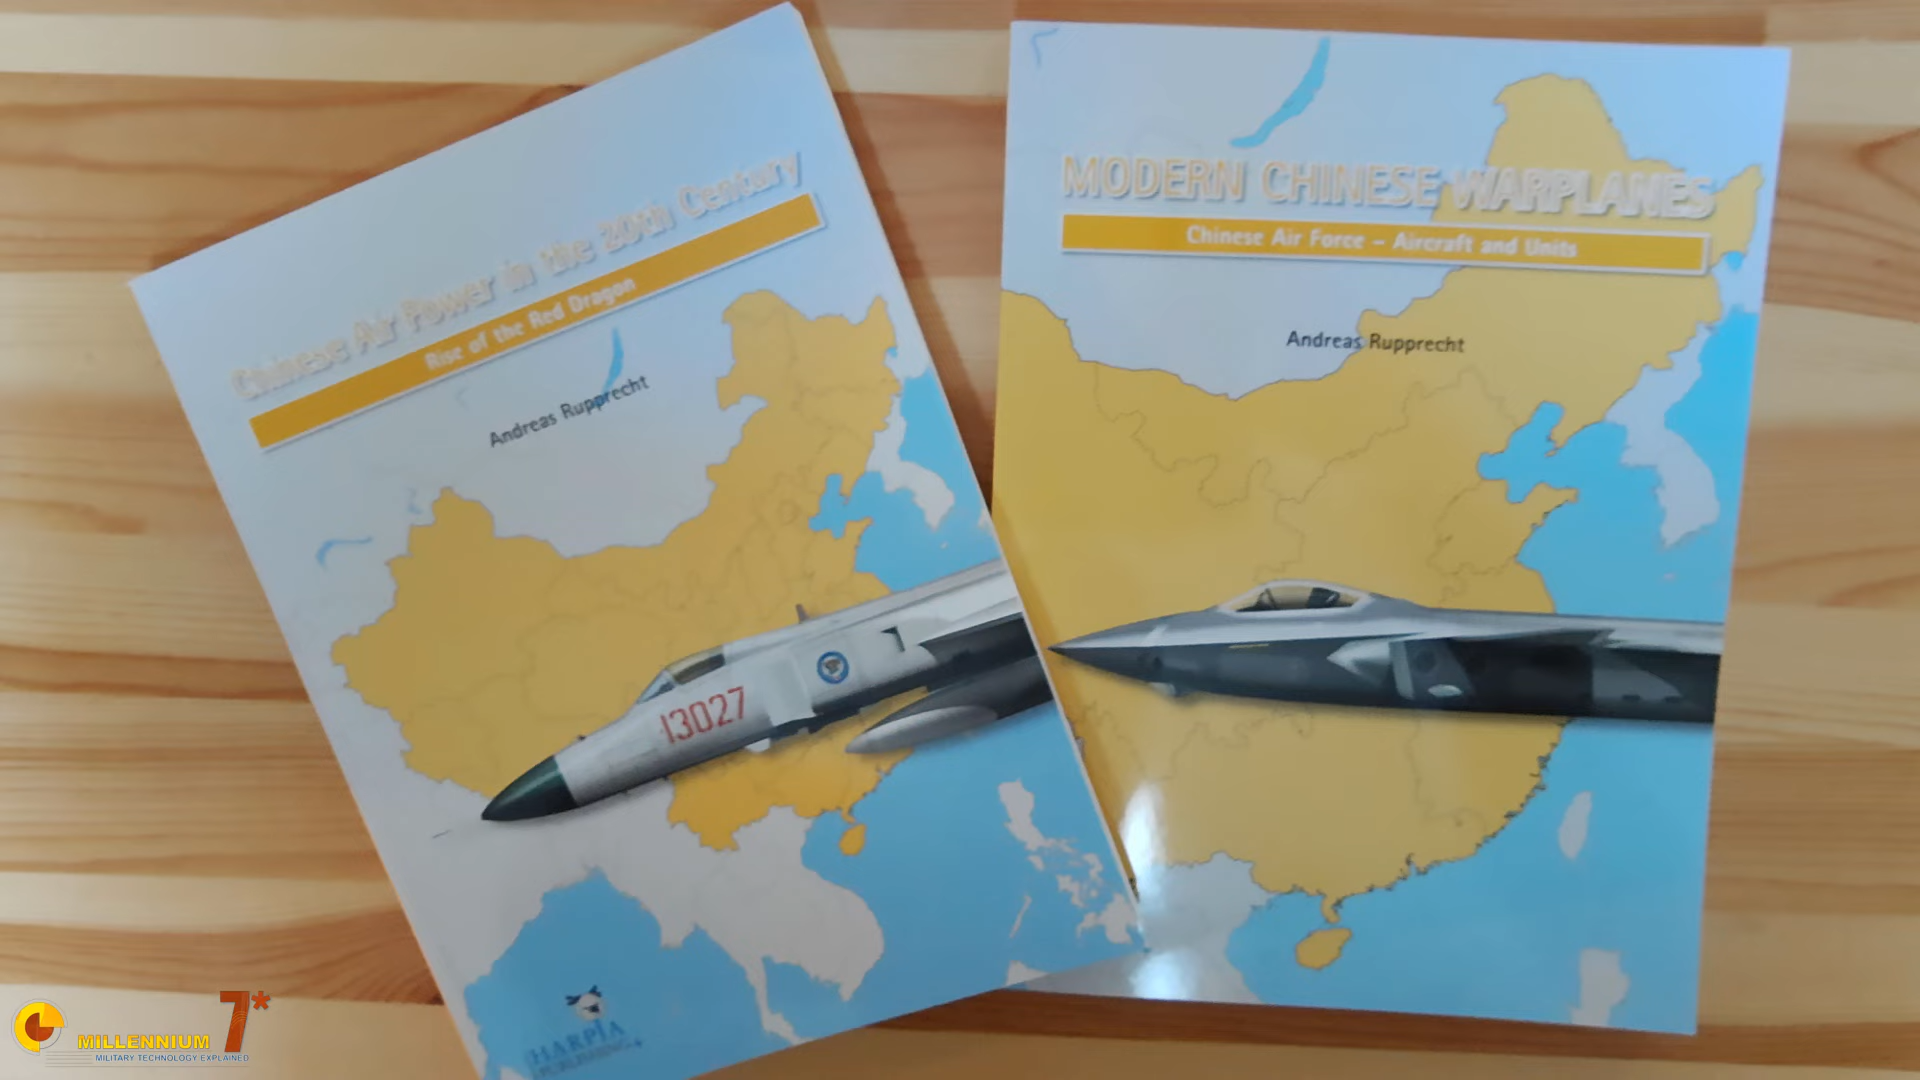 Chinese Air Power in the 20th Century
Rise of the Red Dragon
Andreas Rupprecht
13027
HARPIA
PUBLISHING
MODERN CHINESE WARPLANES
Chinese Air Force – Aircraft and Units
Andreas Rupprecht
MILLENNIUM 7*
MILITARY TECHNOLOGY EXPLAINED